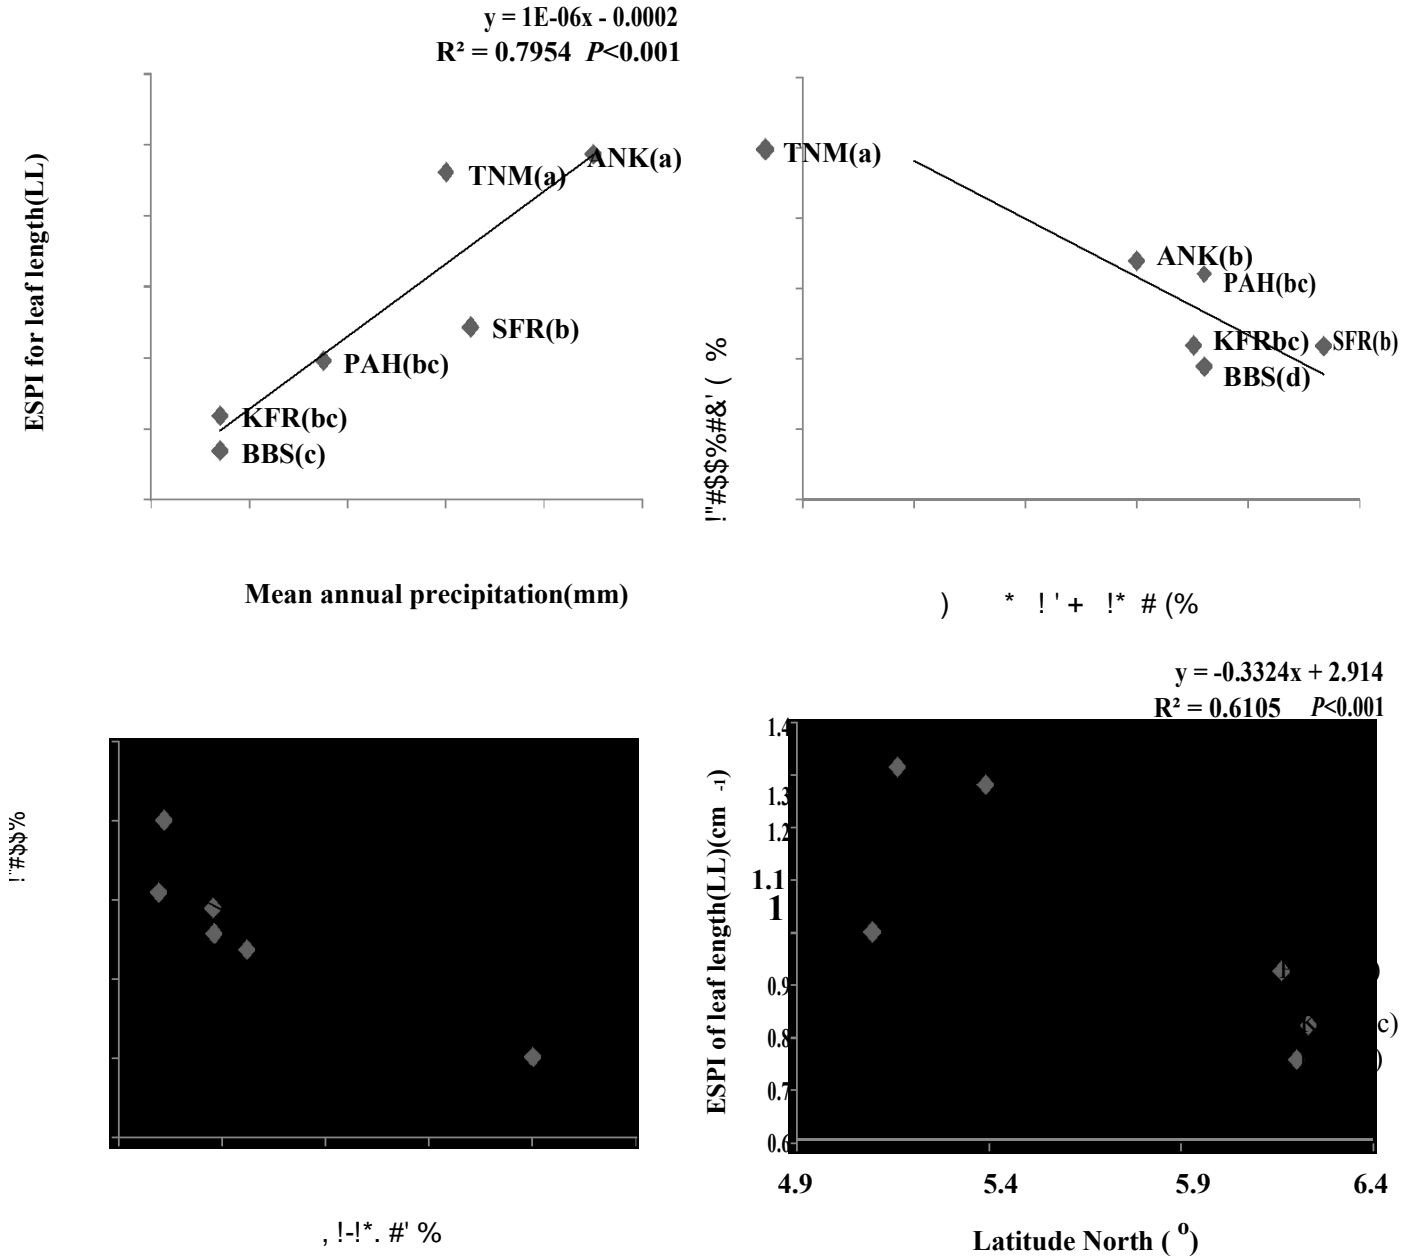 y = 1E-06x - 0.0002
R² = 0.7954 P<0.001
ESPI for leaf length(LL)
ANK(a)
TNM(a)
SFR(b)
PAH(bc)
KFR(bc)
BBS(c)
Mean annual precipitation(mm)
TNM(a)
ANK(b)
PAH(bc)
KFRbc)
SFR(b)
BBS(d)
!"#$$%#&' ( %
) * ! ' + !* # (%
!"#$$%
, !-!*. #' %
y = -0.3324x + 2.914
R² = 0.6105 P<0.001
ESPI of leaf length(LL)(cm -1)
1.4
1.3
1.2
1.1
1
0.9
0.8
0.7
0.6
)
c)
)
4.9 5.4 5.9 6.4
Latitude North ( o)